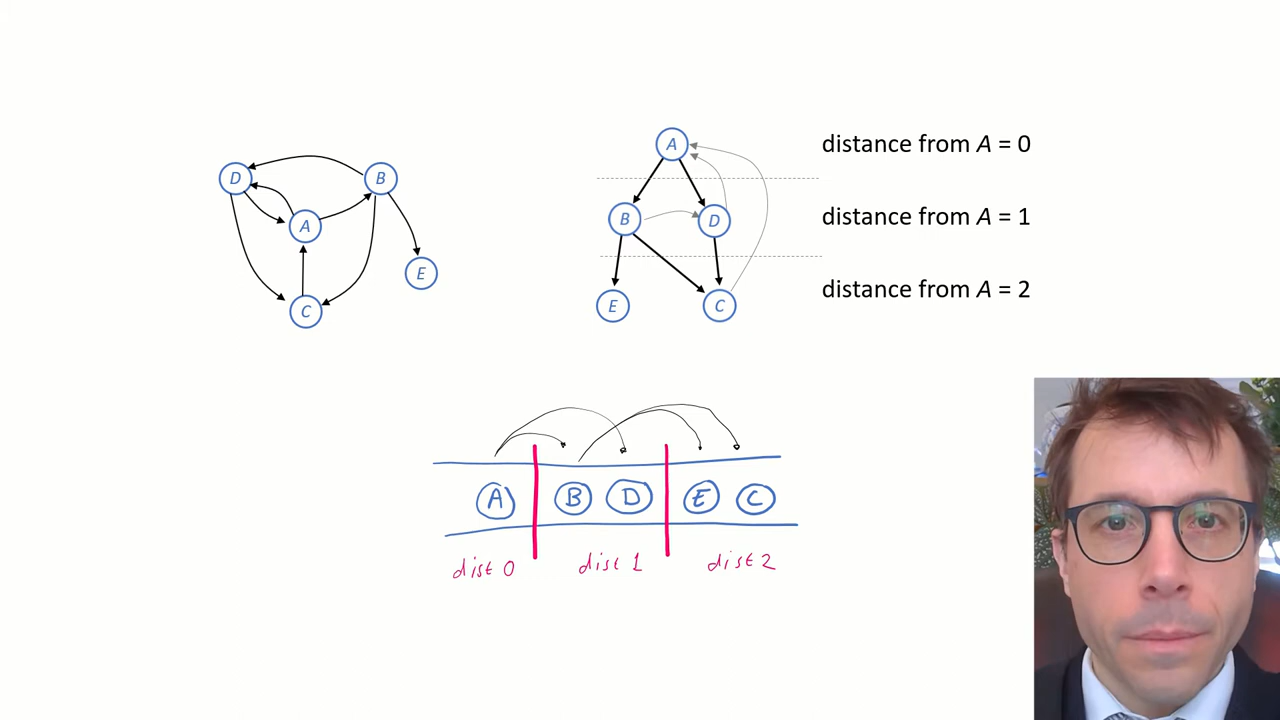 D
B
A
E
C
A
B
D
E
C
distance from A = 0
distance from A = 1
distance from A = 2
A B D E C
dist 0 dist 1 dist 2